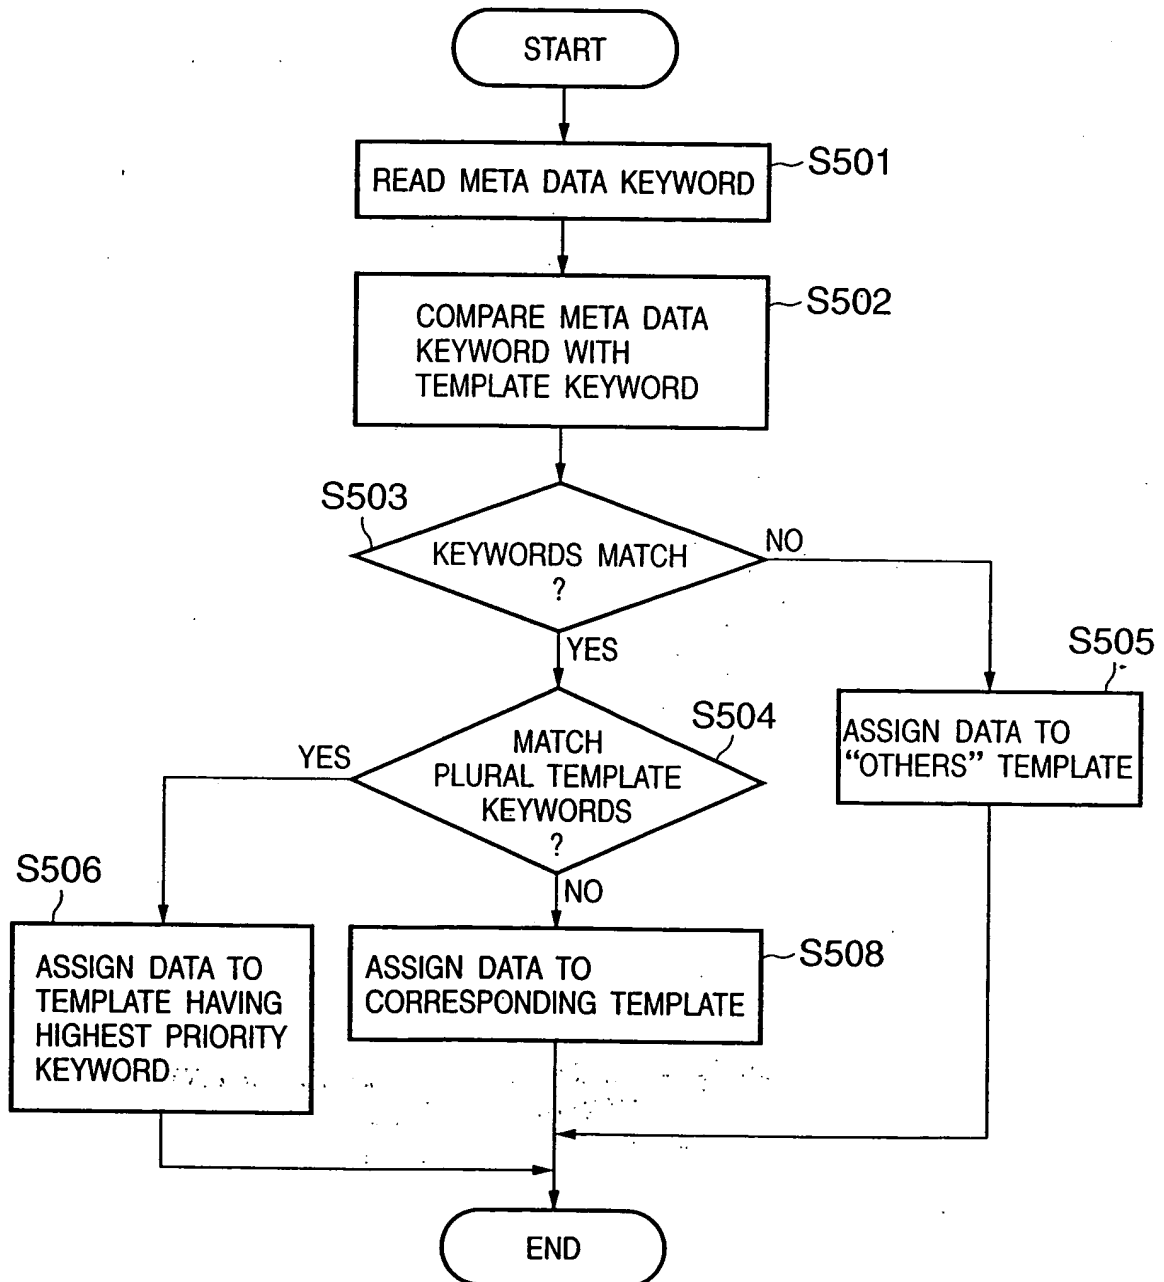 START
READ META DATA KEYWORD
S501
COMPARE META DATA
KEYWORD WITH
TEMPLATE KEYWORD
S502
S503
KEYWORDS MATCH
?
NO
YES
S505
ASSIGN DATA TO
“OTHERS” TEMPLATE
S504
MATCH
PLURAL TEMPLATE
KEYWORDS
?
YES
NO
S506
ASSIGN DATA TO
TEMPLATE HAVING
HIGHEST PRIORITY
KEYWORD
S508
ASSIGN DATA TO
CORRESPONDING TEMPLATE
END